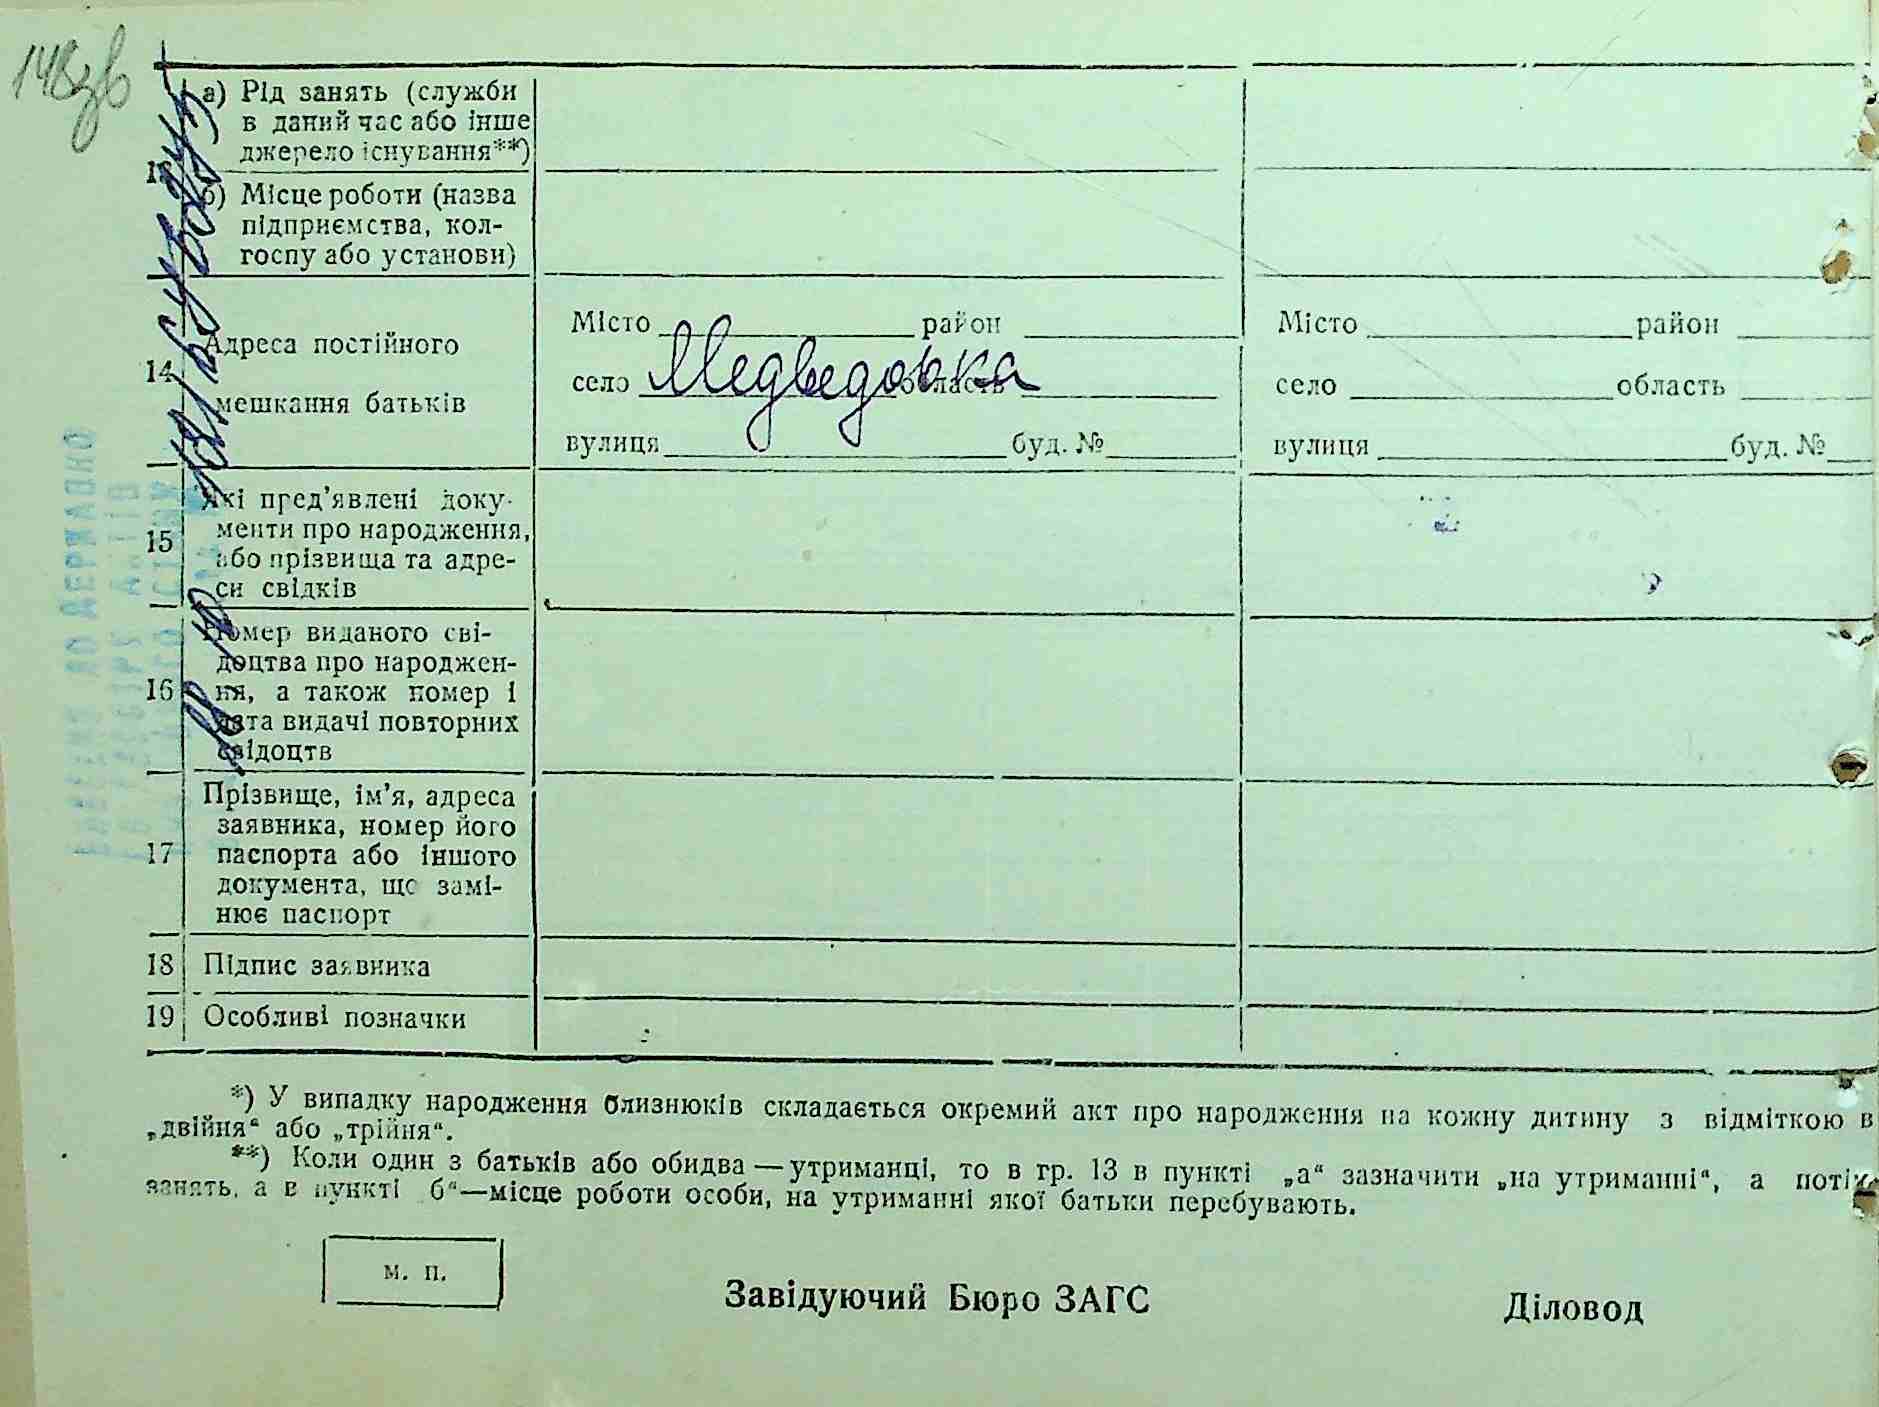 148зв
13
а) Рід занять (служби
в даний час або інше
джерело існування**)
б) Місце роботи (назва
підприємства, кол-
госпу або установи)
14
Адреса постійного
мешкання батьків
Місто район
село Медведовка область
вулиця буд. №
Місто район
село область
вулиця буд. №
15
Які пред’явлені доку-
менти про народження,
або прізвища та адре-
си свідків
16
Номер виданого сві-
доцтва про народжен-
ня, а також номер і
дата видачі повторних
свідоцтв
17
Прізвище, ім’я, адреса
заявника, номер його
паспорта або іншого
документа, що замі-
нює паспорт
18 Підпис заявника
19 Особливі позначки
*) У випадку народження близнюків складається окремий акт про народження на кожну дитину з відміткою в
„двійня“ або „трійня“.
**) Коли один з батьків або обидва—утриманці, то в гр. 13 в пункті „а“ зазначити „на утриманні“, а потім
занять, а в пункті „б“—місце роботи особи, на утриманні якої батьки перебувають.
м. п.
Завідуючий Бюро ЗАГС
Діловод